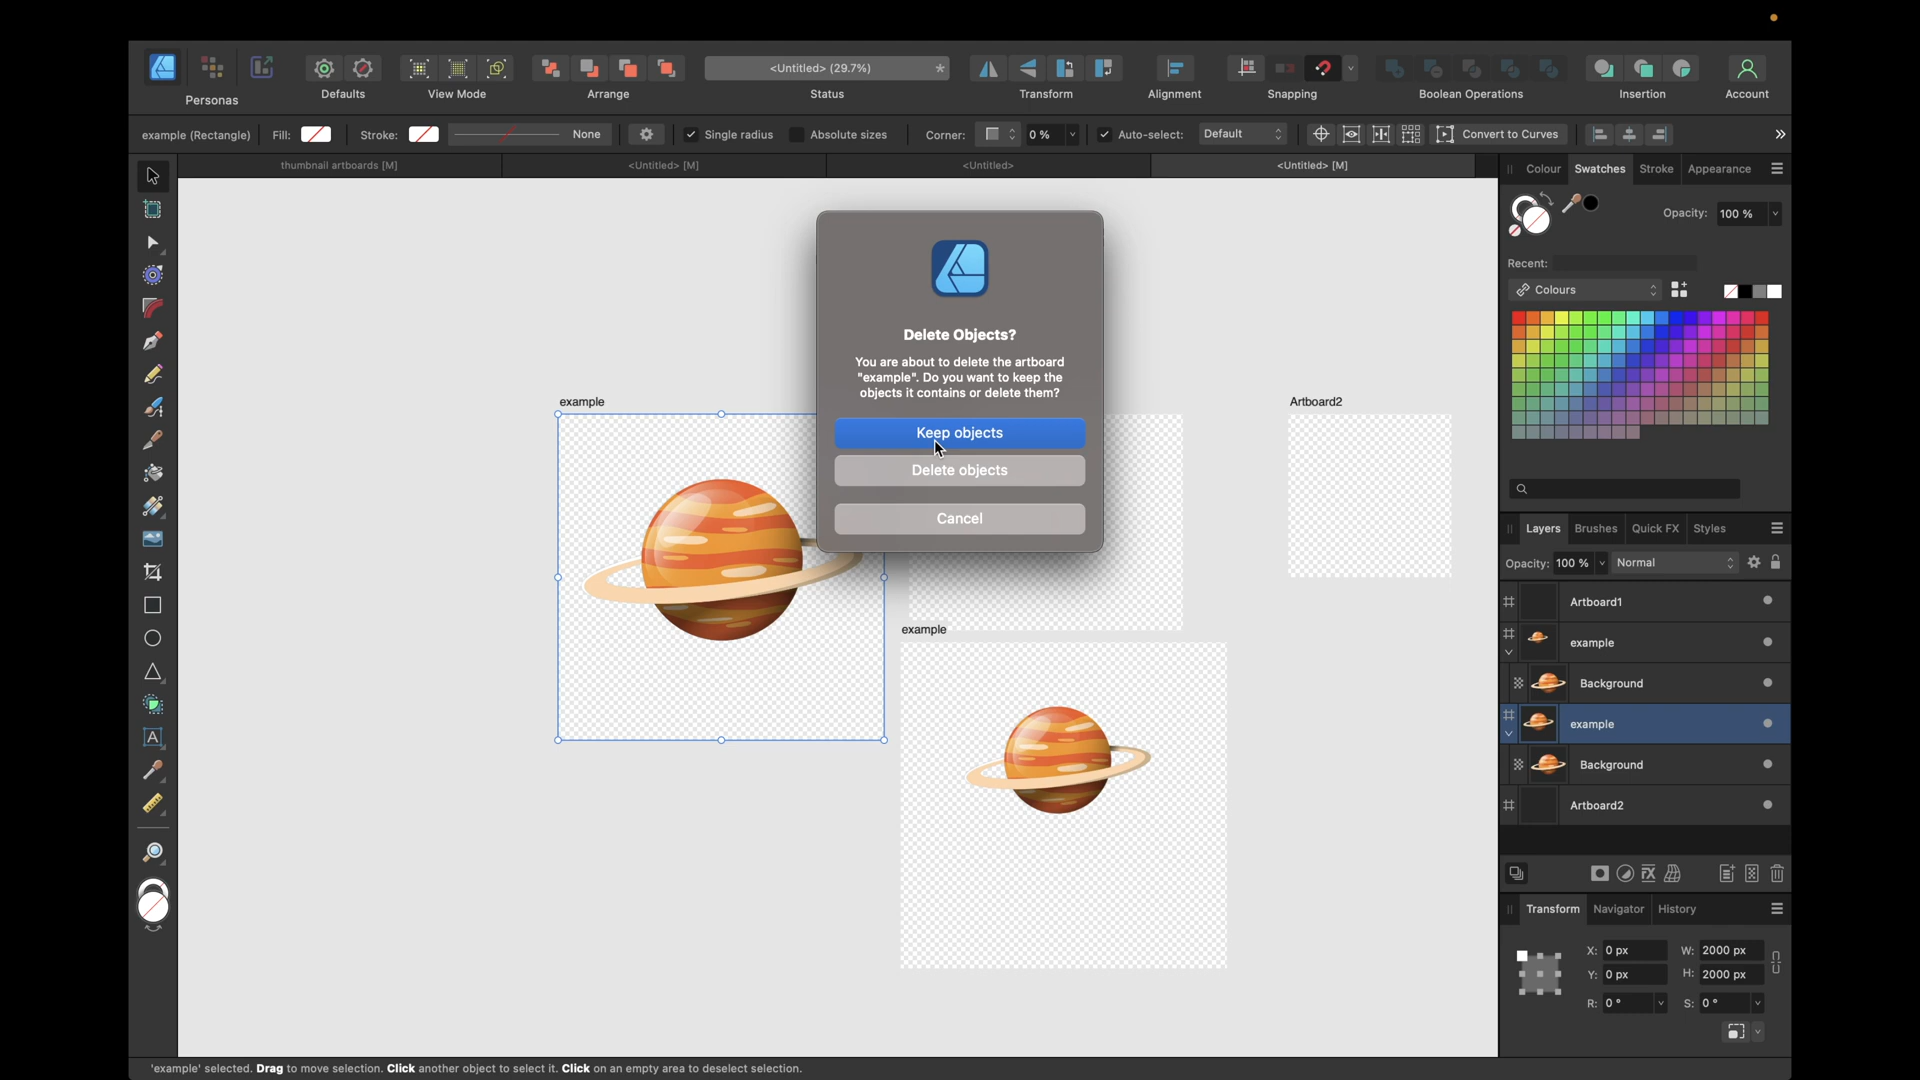 <Untitled> (29.7%)
*
Personas
Defaults
View Mode
Arrange
Status
Transform
Alignment
Snapping
Boolean Operations
Insertion
Account
example (Rectangle)
Fill:
Stroke:
None
Single radius
Absolute sizes
Corner:
0 %
Auto-select:
Default
Convert to Curves
thumbnail artboards [M]
<Untitled> [M]
<Untitled>
<Untitled> [M]
Colour
Swatches
Stroke
Appearance
Opacity:
100 %
Recent:
Colours
Delete Objects?
You are about to delete the artboard
"example". Do you want to keep the
objects it contains or delete them?
Keep objects
Delete objects
Cancel
example
Artboard2
example
Layers
Brushes
Quick FX
Styles
Opacity:
100 %
Normal
Artboard1
example
Background
example
Background
Artboard2
Transform
Navigator
History
X: 0 px
W: 2000 px
Y: 0 px
H: 2000 px
R: 0 °
S: 0 °
'example' selected. Drag to move selection. Click another object to select it. Click on an empty area to deselect selection.